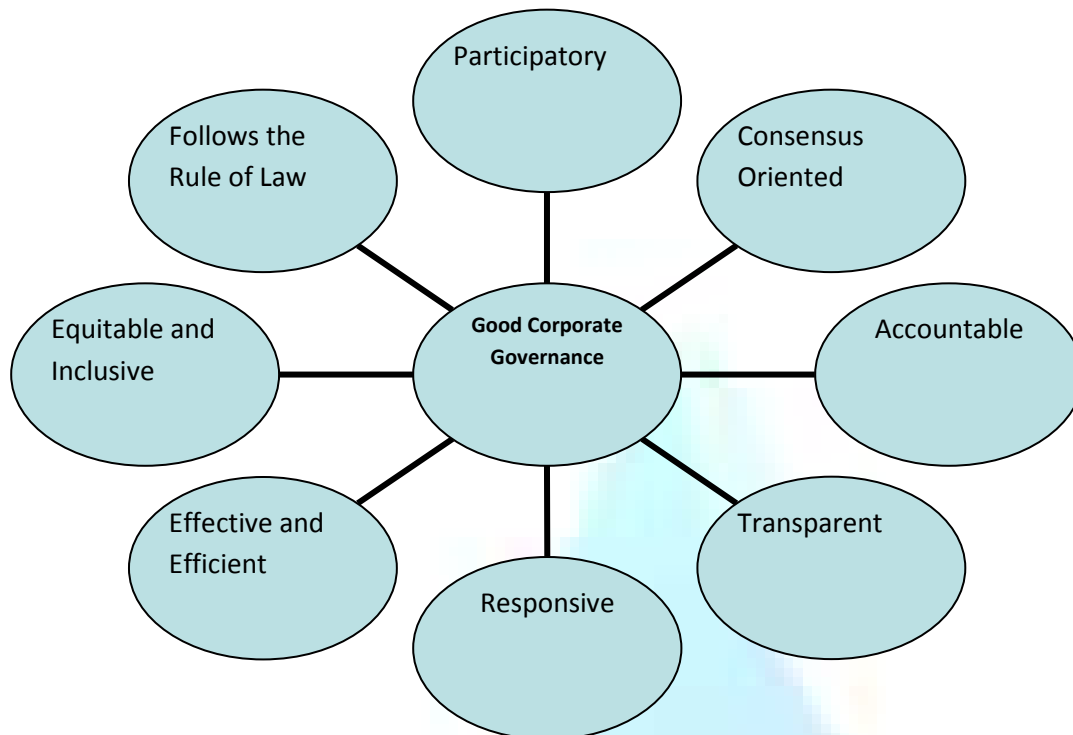 Participatory
Follows the
Rule of Law
Consensus
Oriented
Equitable and
Inclusive
Good Corporate
Governance
Accountable
Effective and
Efficient
Responsive
Transparent